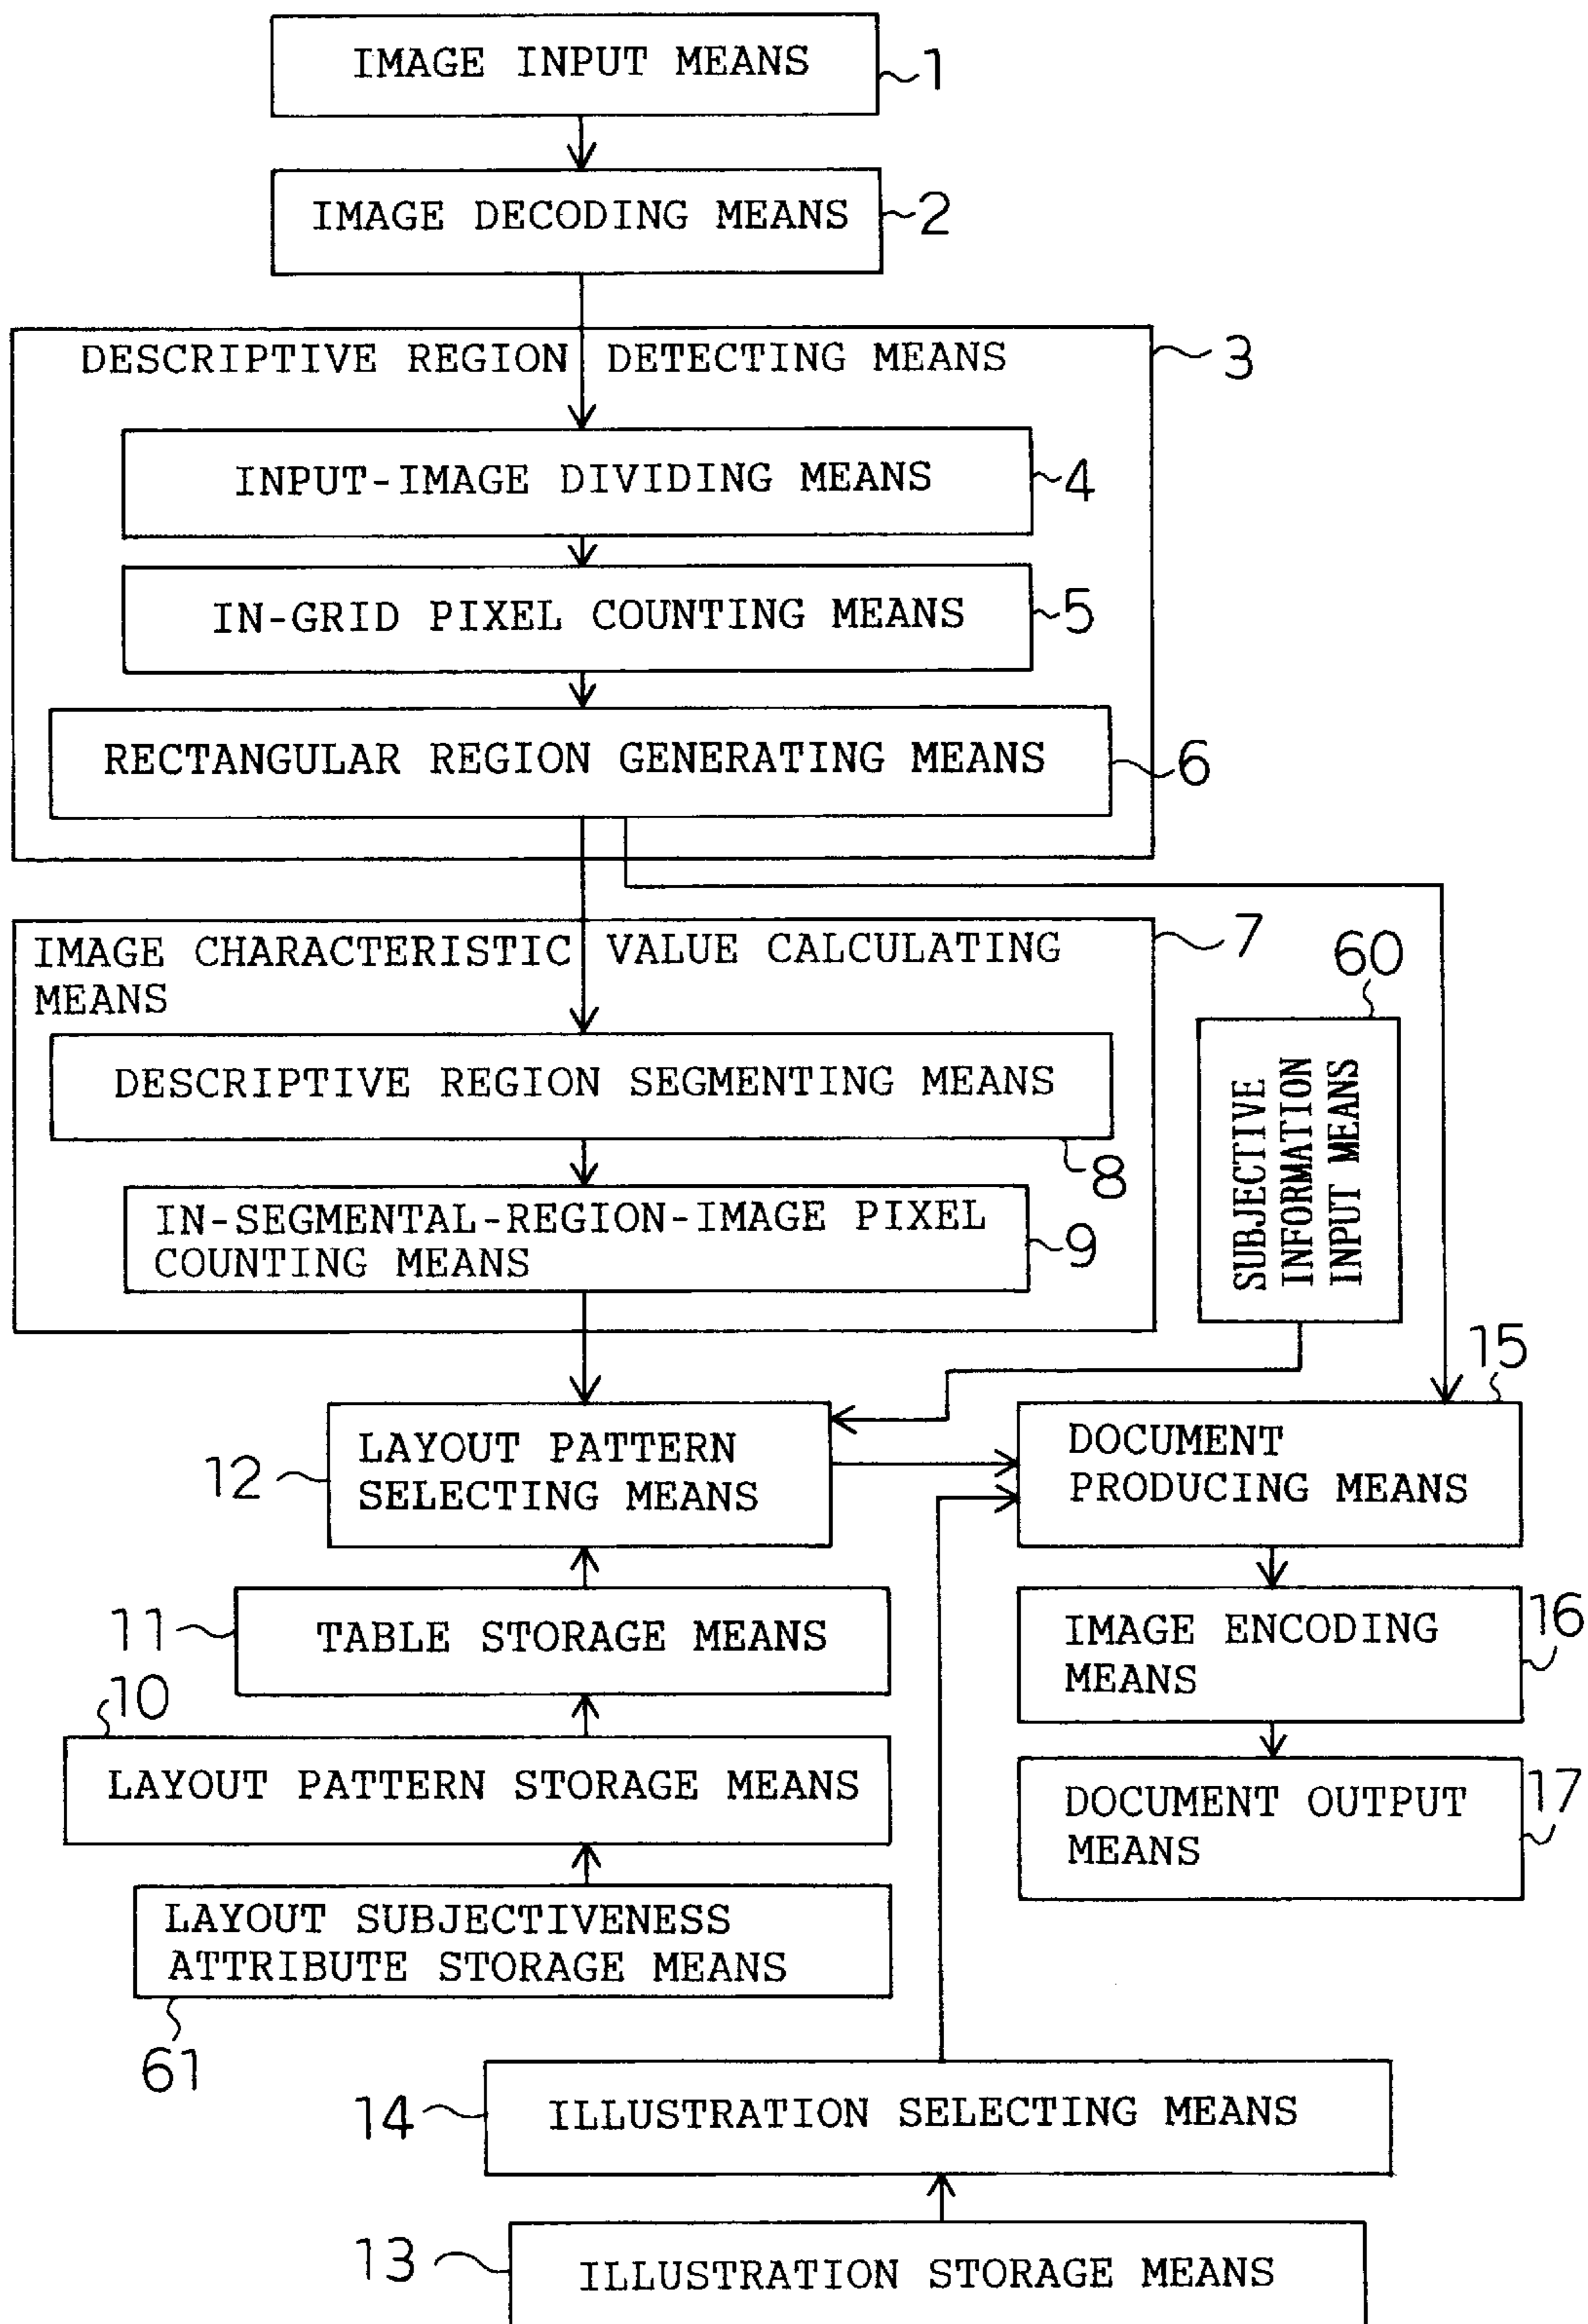 IMAGE INPUT MEANS
1
IMAGE DECODING MEANS
2
DESCRIPTIVE REGION DETECTING MEANS
3
INPUT-IMAGE DIVIDING MEANS
4
IN-GRID PIXEL COUNTING MEANS
5
RECTANGULAR REGION GENERATING MEANS
6
IMAGE CHARACTERISTIC VALUE CALCULATING
MEANS
7
DESCRIPTIVE REGION SEGMENTING MEANS
8
IN-SEGMENTAL-REGION-IMAGE PIXEL
COUNTING MEANS
9
60
SUBJECTIVE
INFORMATION
INPUT MEANS
12
LAYOUT PATTERN
SELECTING MEANS
15
DOCUMENT
PRODUCING MEANS
11
TABLE STORAGE MEANS
16
IMAGE ENCODING
MEANS
10
LAYOUT PATTERN STORAGE MEANS
17
DOCUMENT OUTPUT
MEANS
LAYOUT SUBJECTIVENESS
ATTRIBUTE STORAGE MEANS
61
14
ILLUSTRATION SELECTING MEANS
13
ILLUSTRATION STORAGE MEANS